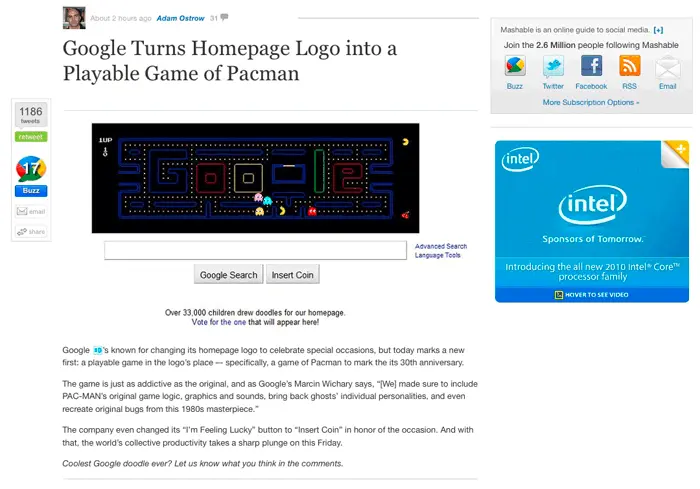 About 2 hours ago Adam Ostrow 31
Google Turns Homepage Logo into a
Playable Game of Pacman
1186
tweets
retweet
17
Buzz
email
share
1UP
Google
Advanced Search
Language Tools
Google Search Insert Coin
Over 33,000 children drew doodles for our homepage.
Vote for the one that will appear here!
Google 's known for changing its homepage logo to celebrate special occasions, but today marks a new
first: a playable game in the logo's place –- specifically, a game of Pacman to mark the its 30th anniversary.
The game is just as addictive as the original, and as Google's Marcin Wichary says, “[We] made sure to include
PAC-MAN's original game logic, graphics and sounds, bring back ghosts' individual personalities, and even
recreate original bugs from this 1980s masterpiece.”
The company even changed its “I'm Feeling Lucky” button to “Insert Coin” in honor of the occasion. And with
that, the world's collective productivity takes a sharp plunge on this Friday.
Coolest Google doodle ever? Let us know what you think in the comments.
Mashable is an online guide to social media. [+]
Join the 2.6 Million people following Mashable
Buzz Twitter Facebook RSS Email
More Subscription Options »
intel
intel
Sponsors of Tomorrow.™
Introducing the all new 2010 Intel® Core™
processor family
HOVER TO SEE VIDEO